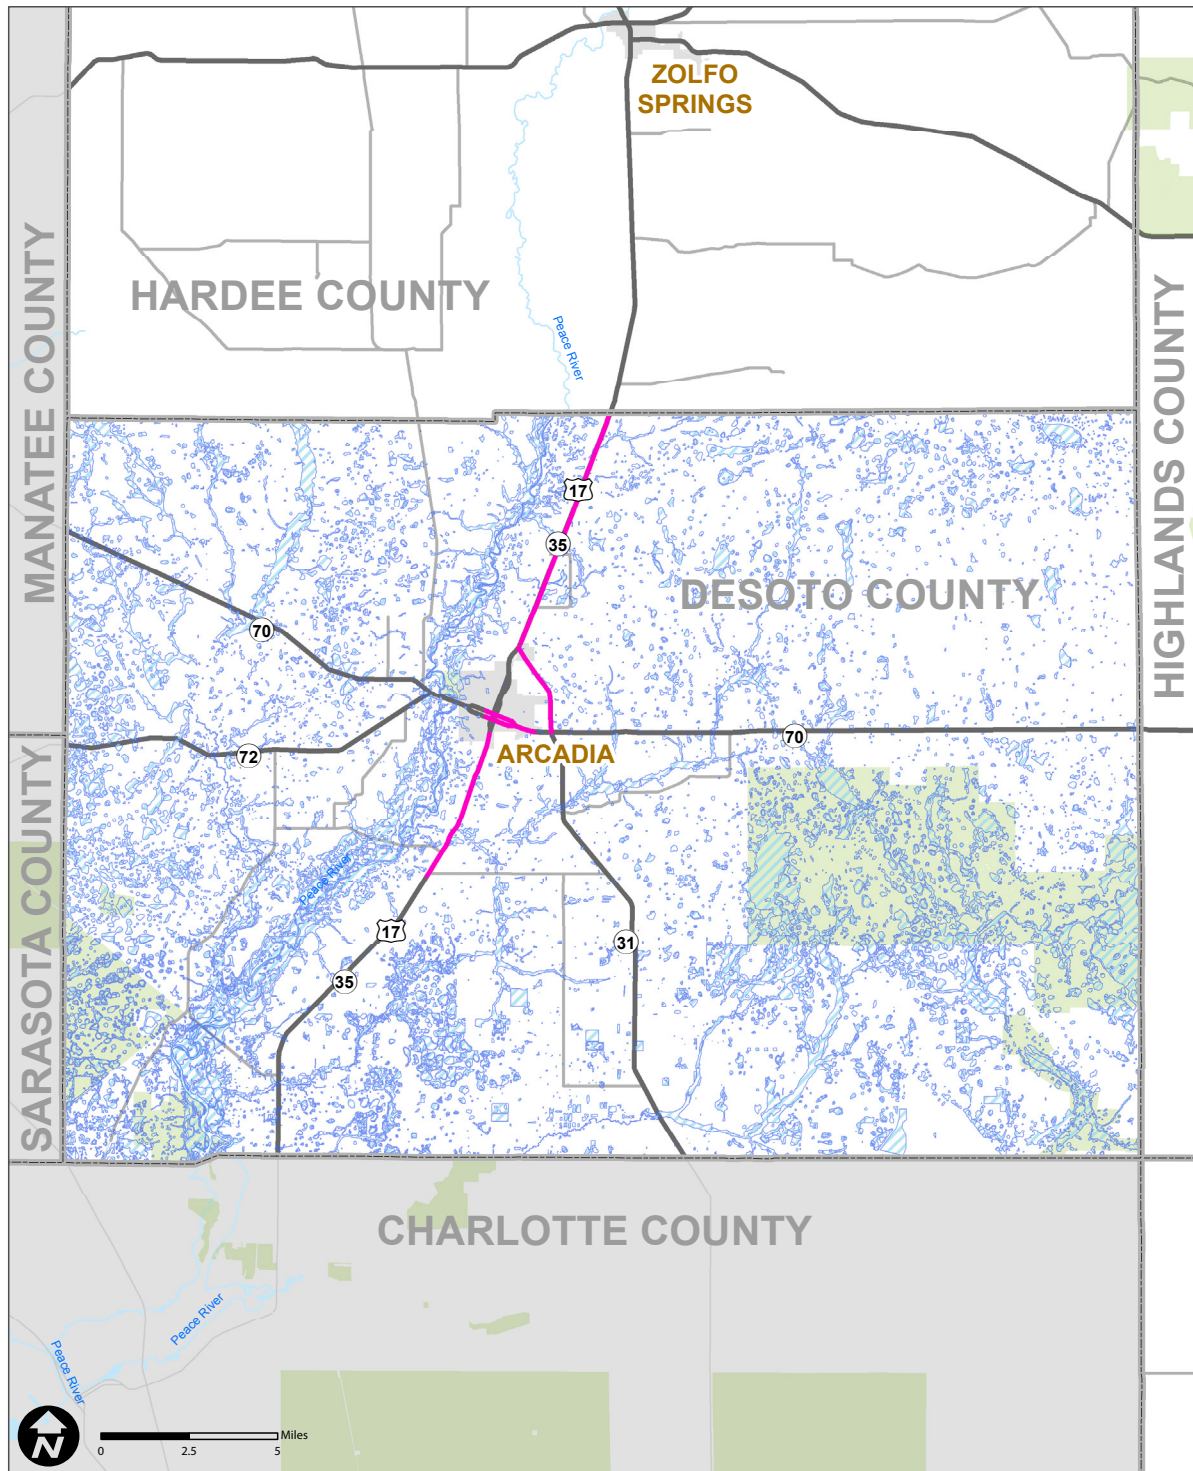 ZOLFO
SPRINGS
HARDEE COUNTY
MANATEE COUNTY
HIGHLANDS COUNTY
Peace River
17
35
DESOTO COUNTY
70
70
72
ARCADIA
SARASOTA COUNTY
Peace River
17
31
35
CHARLOTTE COUNTY
Peace River
Peace River
N
Miles
0 2.5 5